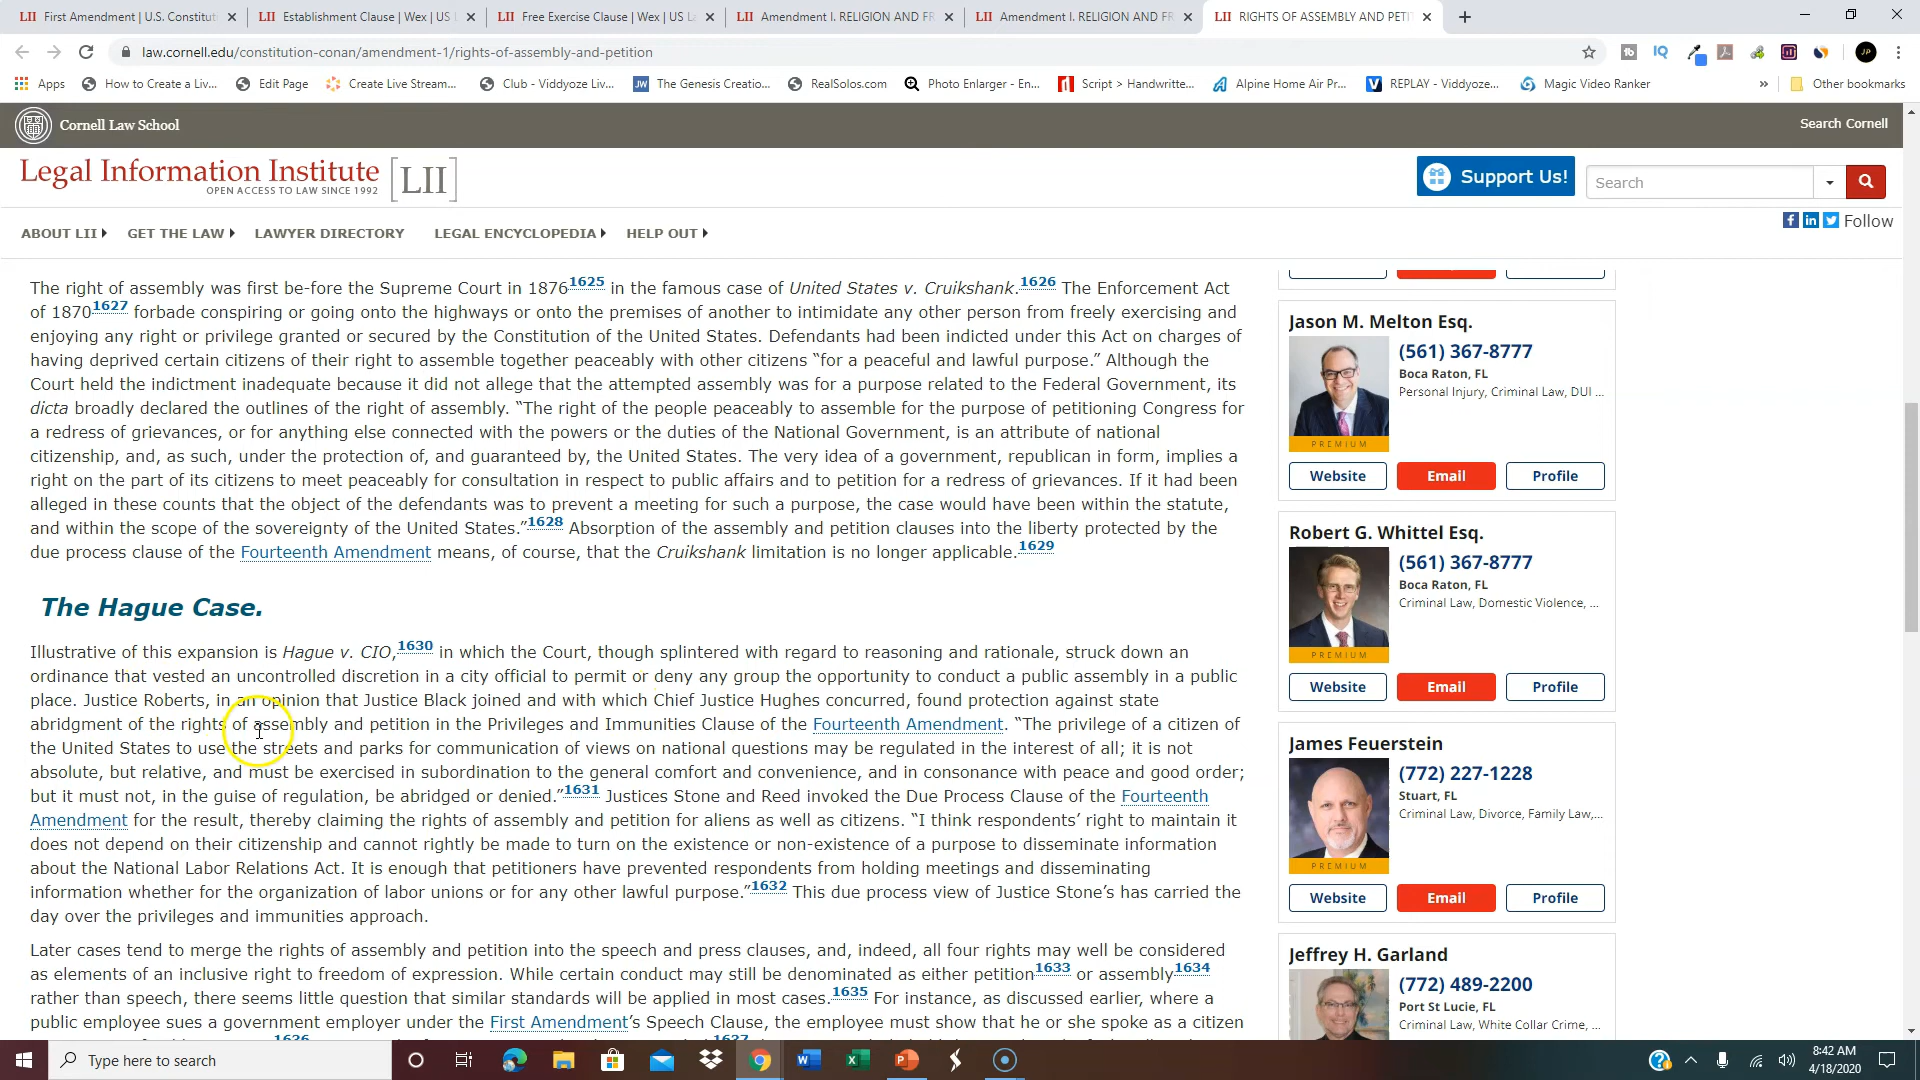 First Amendment | U.S. Constitut
Establishment Clause | Wex | US L
Free Exercise Clause | Wex | US La
Amendment I. RELIGION AND FR
Amendment I. RELIGION AND FR
RIGHTS OF ASSEMBLY AND PETIT
law.cornell.edu/constitution-conan/amendment-1/rights-of-assembly-and-petition
Apps
How to Create a Liv...
Edit Page
Create Live Stream...
Club - Viddyoze Liv...
JW
The Genesis Creatio...
RealSolos.com
Photo Enlarger - En...
Script > Handwritte...
Alpine Home Air Pr...
REPLAY - Viddyoze...
Magic Video Ranker
»
Other bookmarks
Cornell Law School
Search Cornell
Legal Information Institute [LII]
OPEN ACCESS TO LAW SINCE 1992
Support Us!
Search
Follow
ABOUT LII
GET THE LAW
LAWYER DIRECTORY
LEGAL ENCYCLOPEDIA
HELP OUT
The right of assembly was first be-fore the Supreme Court in 1876 1625 in the famous case of United States v. Cruikshank.1626 The Enforcement Act
of 1870 1627 forbade conspiring or going onto the highways or onto the premises of another to intimidate any other person from freely exercising and
enjoying any right or privilege granted or secured by the Constitution of the United States. Defendants had been indicted under this Act on charges of
having deprived certain citizens of their right to assemble together peaceably with other citizens “for a peaceful and lawful purpose.” Although the
Court held the indictment inadequate because it did not allege that the attempted assembly was for a purpose related to the Federal Government, its
dicta broadly declared the outlines of the right of assembly. “The right of the people peaceably to assemble for the purpose of petitioning Congress for
a redress of grievances, or for anything else connected with the powers or the duties of the National Government, is an attribute of national
citizenship, and, as such, under the protection of, and guaranteed by, the United States. The very idea of a government, republican in form, implies a
right on the part of its citizens to meet peaceably for consultation in respect to public affairs and to petition for a redress of grievances. If it had been
alleged in these counts that the object of the defendants was to prevent a meeting for such a purpose, the case would have been within the statute,
and within the scope of the sovereignty of the United States.”1628 Absorption of the assembly and petition clauses into the liberty protected by the
due process clause of the Fourteenth Amendment means, of course, that the Cruikshank limitation is no longer applicable.1629
The Hague Case.
Illustrative of this expansion is Hague v. CIO,1630 in which the Court, though splintered with regard to reasoning and rationale, struck down an
ordinance that vested an uncontrolled discretion in a city official to permit or deny any group the opportunity to conduct a public assembly in a public
place. Justice Roberts, in an opinion that Justice Black joined and with which Chief Justice Hughes concurred, found protection against state
abridgment of the rights of assembly and petition in the Privileges and Immunities Clause of the Fourteenth Amendment. “The privilege of a citizen of
the United States to use the streets and parks for communication of views on national questions may be regulated in the interest of all; it is not
absolute, but relative, and must be exercised in subordination to the general comfort and convenience, and in consonance with peace and good order;
but it must not, in the guise of regulation, be abridged or denied.”1631 Justices Stone and Reed invoked the Due Process Clause of the Fourteenth
Amendment for the result, thereby claiming the rights of assembly and petition for aliens as well as citizens. “I think respondents’ right to maintain it
does not depend on their citizenship and cannot rightly be made to turn on the existence or non-existence of a purpose to disseminate information
about the National Labor Relations Act. It is enough that petitioners have prevented respondents from holding meetings and disseminating
information whether for the organization of labor unions or for any other lawful purpose.”1632 This due process view of Justice Stone’s has carried the
day over the privileges and immunities approach.
Later cases tend to merge the rights of assembly and petition into the speech and press clauses, and, indeed, all four rights may well be considered
as elements of an inclusive right to freedom of expression. While certain conduct may still be denominated as either petition1633 or assembly1634
rather than speech, there seems little question that similar standards will be applied in most cases.1635 For instance, as discussed earlier, where a
public employee sues a government employer under the First Amendment’s Speech Clause, the employee must show that he or she spoke as a citizen
Jason M. Melton Esq.
(561) 367-8777
Boca Raton, FL
Personal Injury, Criminal Law, DUI ...
PREMIUM
Website
Email
Profile
Robert G. Whittel Esq.
(561) 367-8777
Boca Raton, FL
Criminal Law, Domestic Violence, ...
PREMIUM
Website
Email
Profile
James Feuerstein
(772) 227-1228
Stuart, FL
Criminal Law, Divorce, Family Law,...
PREMIUM
Website
Email
Profile
Jeffrey H. Garland
(772) 489-2200
Port St Lucie, FL
Criminal Law, White Collar Crime, ...
Type here to search
8:42 AM
4/18/2020